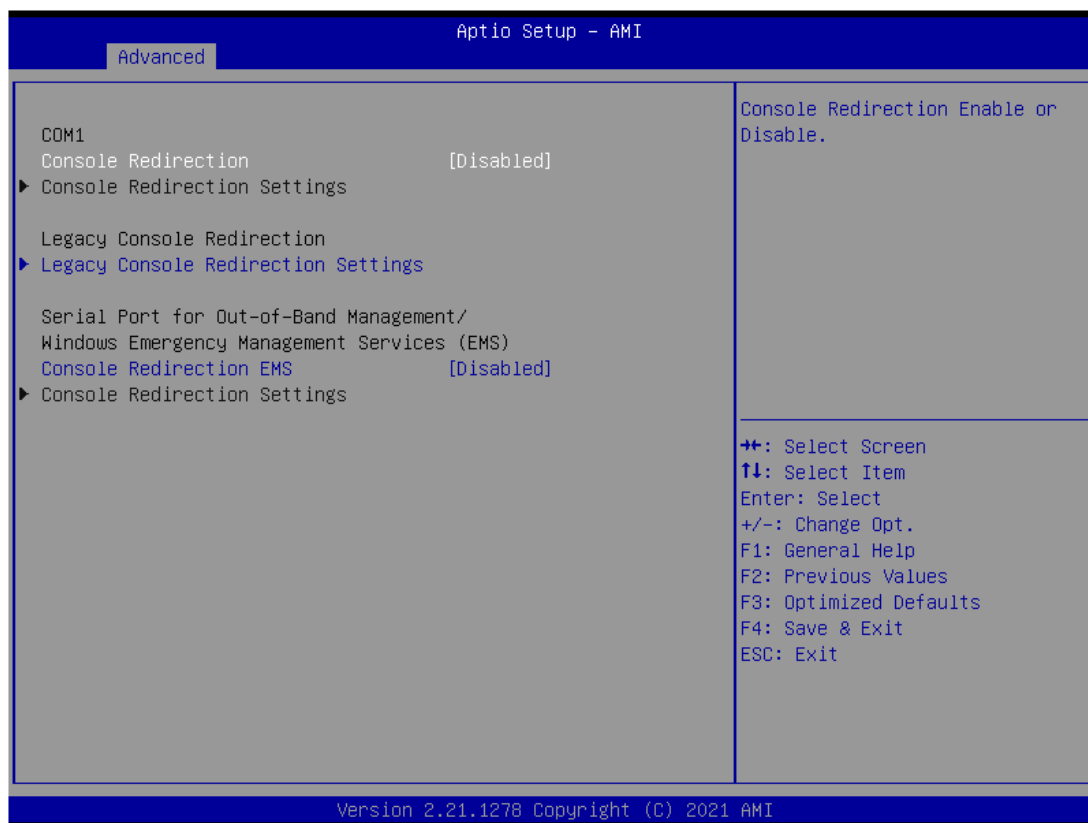 Aptio Setup – AMI
Advanced
COM1
Console Redirection [Disabled]
Console Redirection Settings
Legacy Console Redirection
Legacy Console Redirection Settings
Serial Port for Out-of-Band Management/
Windows Emergency Management Services (EMS)
Console Redirection EMS [Disabled]
Console Redirection Settings
Console Redirection Enable or
Disable.
→←: Select Screen
↑↓: Select Item
Enter: Select
+/-: Change Opt.
F1: General Help
F2: Previous Values
F3: Optimized Defaults
F4: Save & Exit
ESC: Exit
Version 2.21.1278 Copyright (C) 2021 AMI